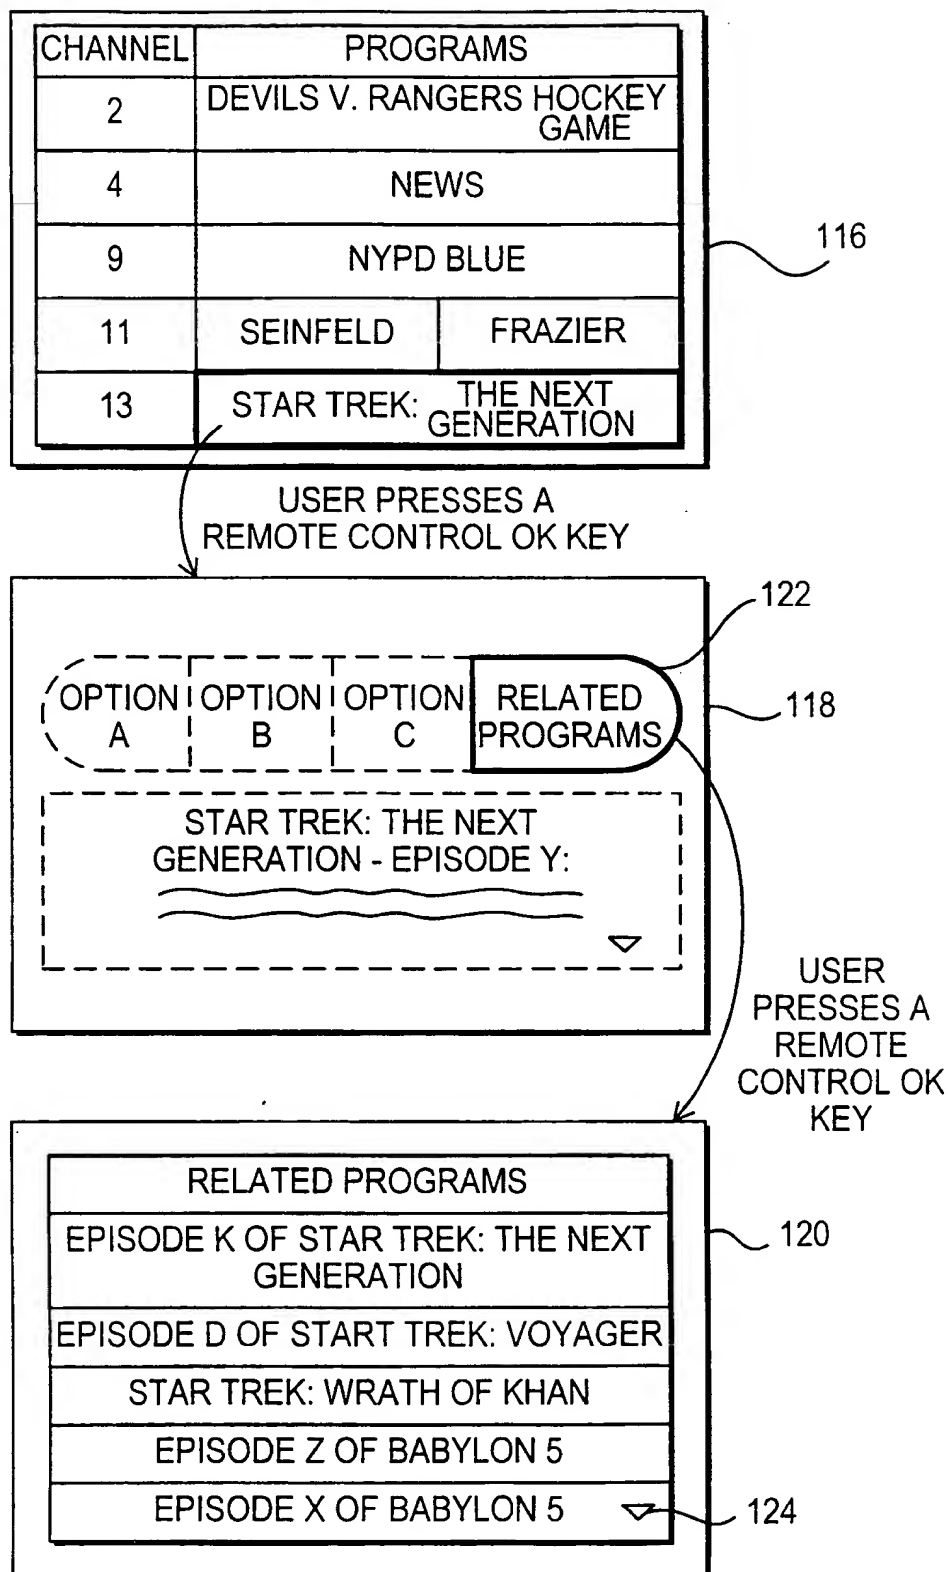 CHANNEL PROGRAMS
2 DEVILS V. RANGERS HOCKEY
GAME
4 NEWS
9 NYPD BLUE
116
11 SEINFELD FRAZIER
13 STAR TREK: THE NEXT
GENERATION
USER PRESSES A
REMOTE CONTROL OK KEY
122
OPTION OPTION OPTION RELATED
A B C PROGRAMS
118
STAR TREK: THE NEXT
GENERATION - EPISODE Y:
USER
PRESSES A
REMOTE
CONTROL OK
KEY
RELATED PROGRAMS
120
EPISODE K OF STAR TREK: THE NEXT
GENERATION
EPISODE D OF START TREK: VOYAGER
STAR TREK: WRATH OF KHAN
EPISODE Z OF BABYLON 5
EPISODE X OF BABYLON 5
124